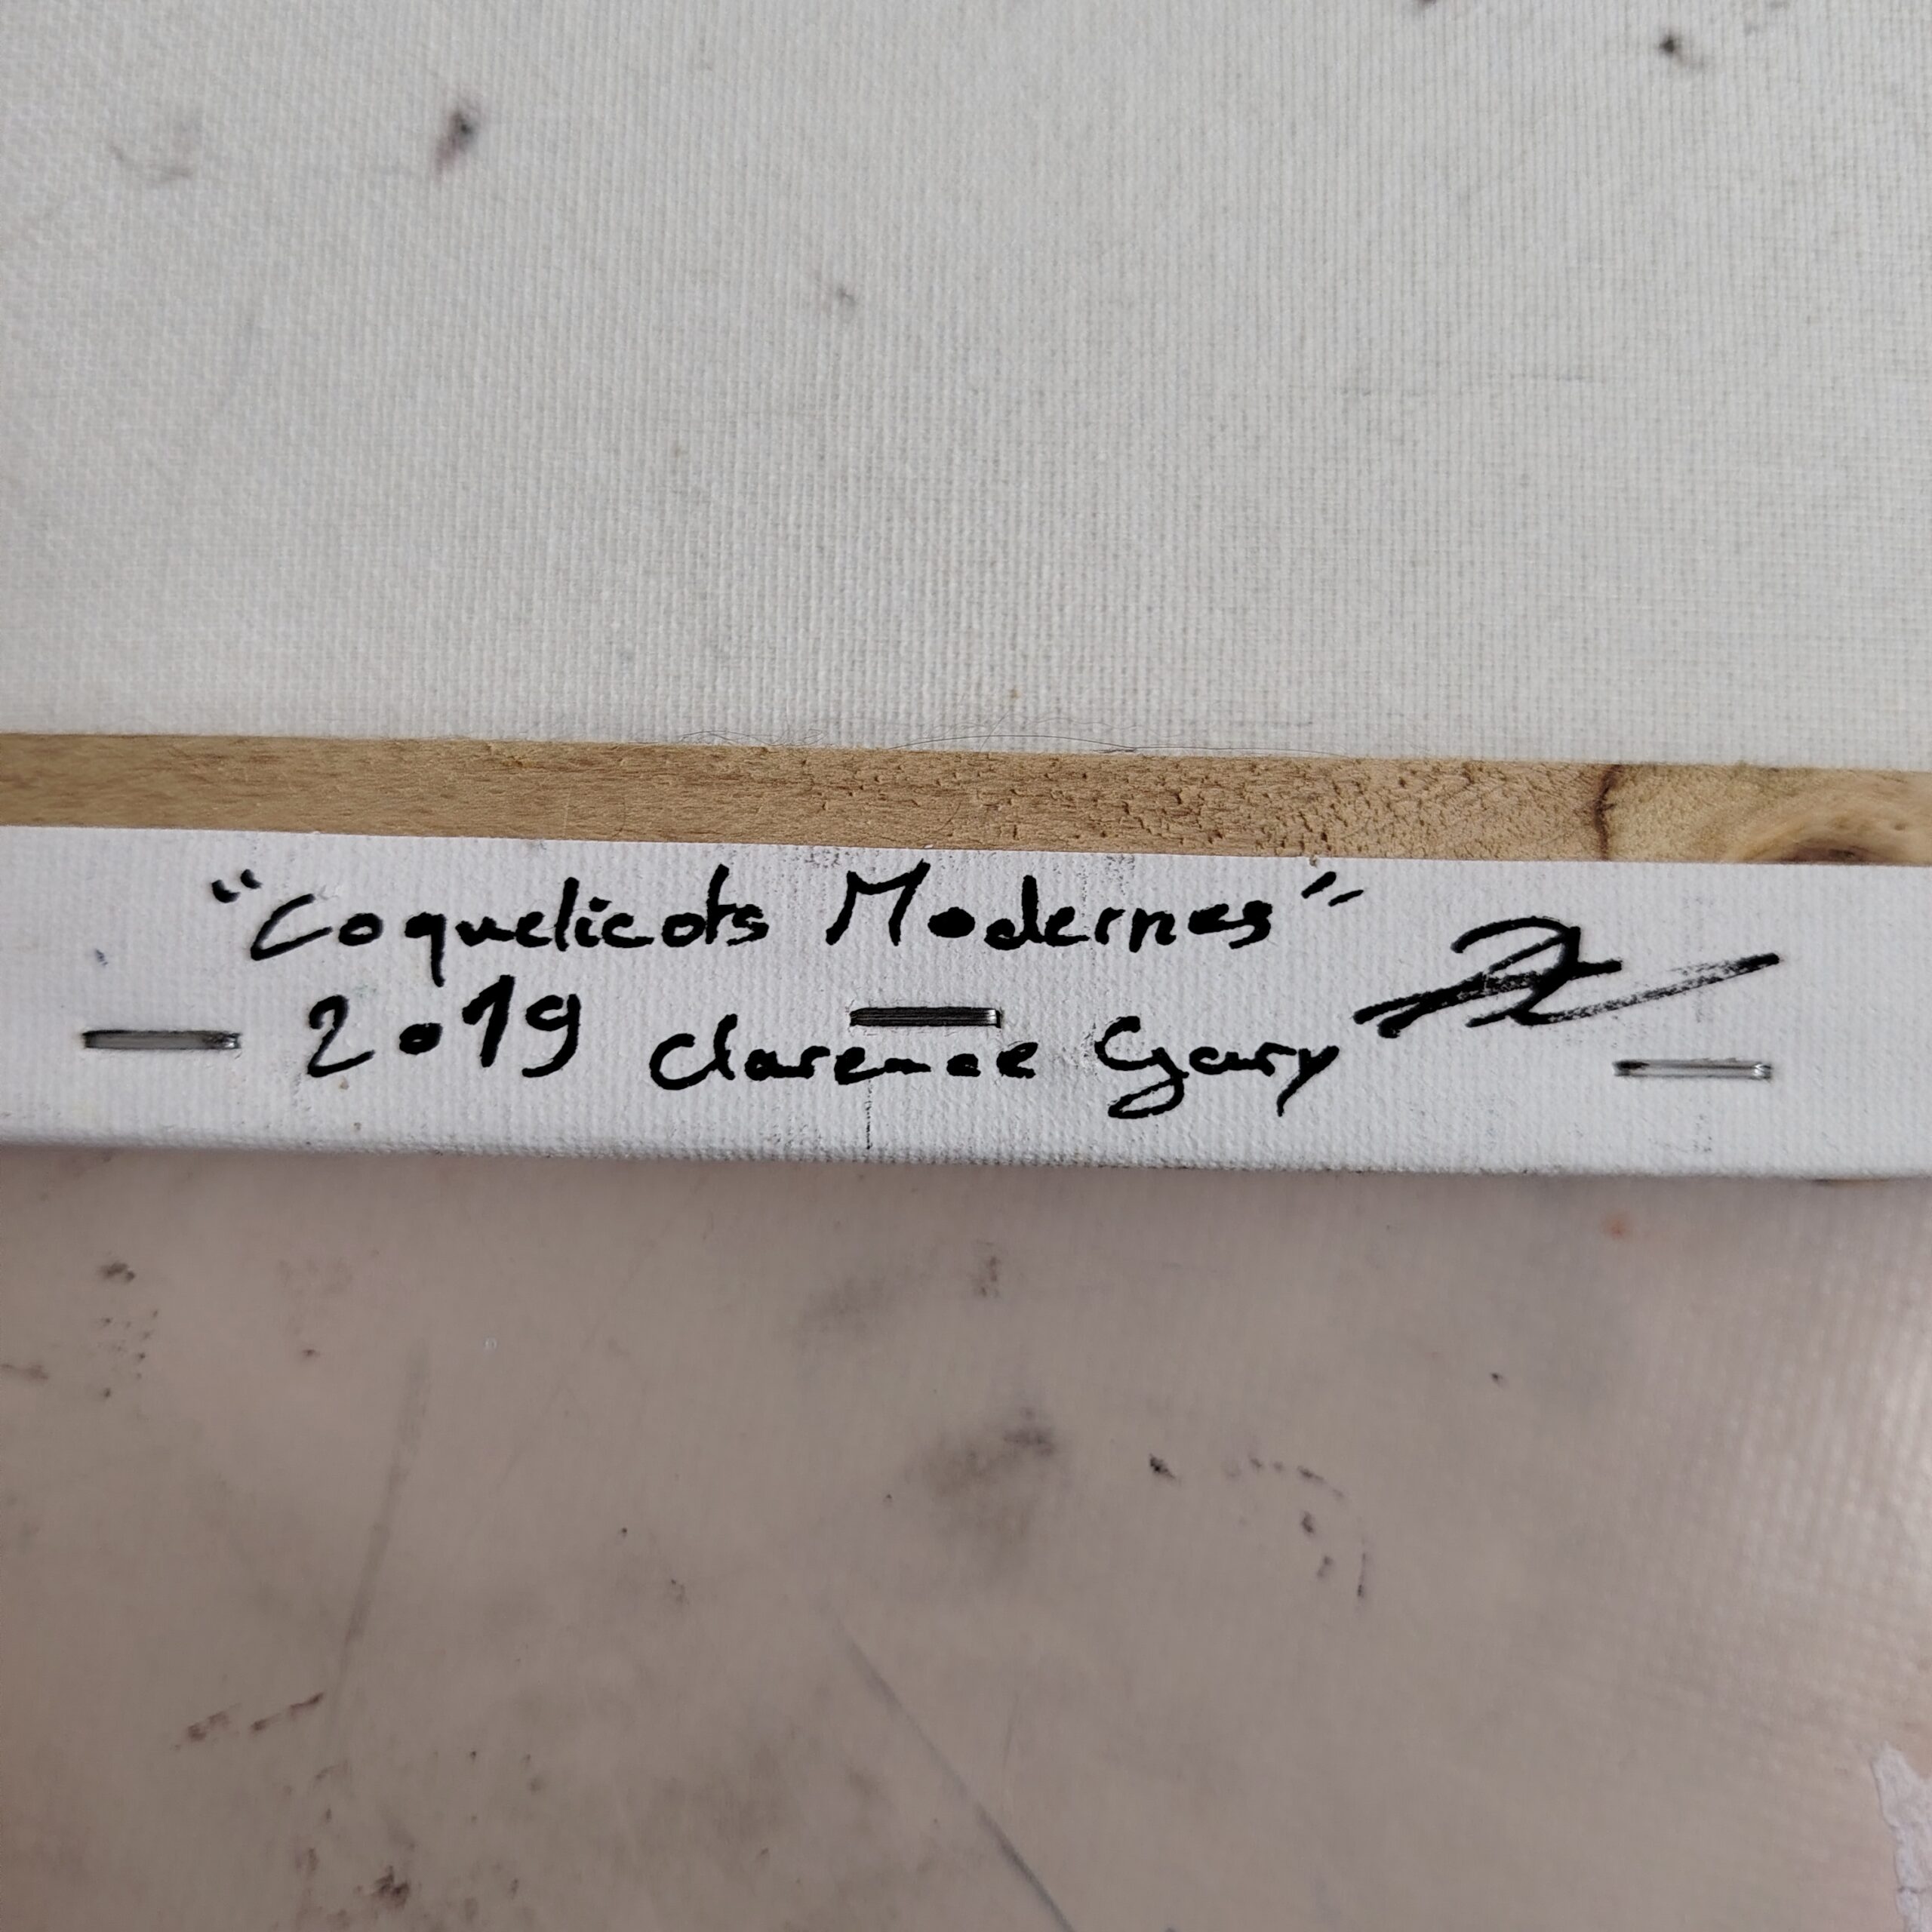 "Coquelicots Modernes"
2019 Clarence Gary